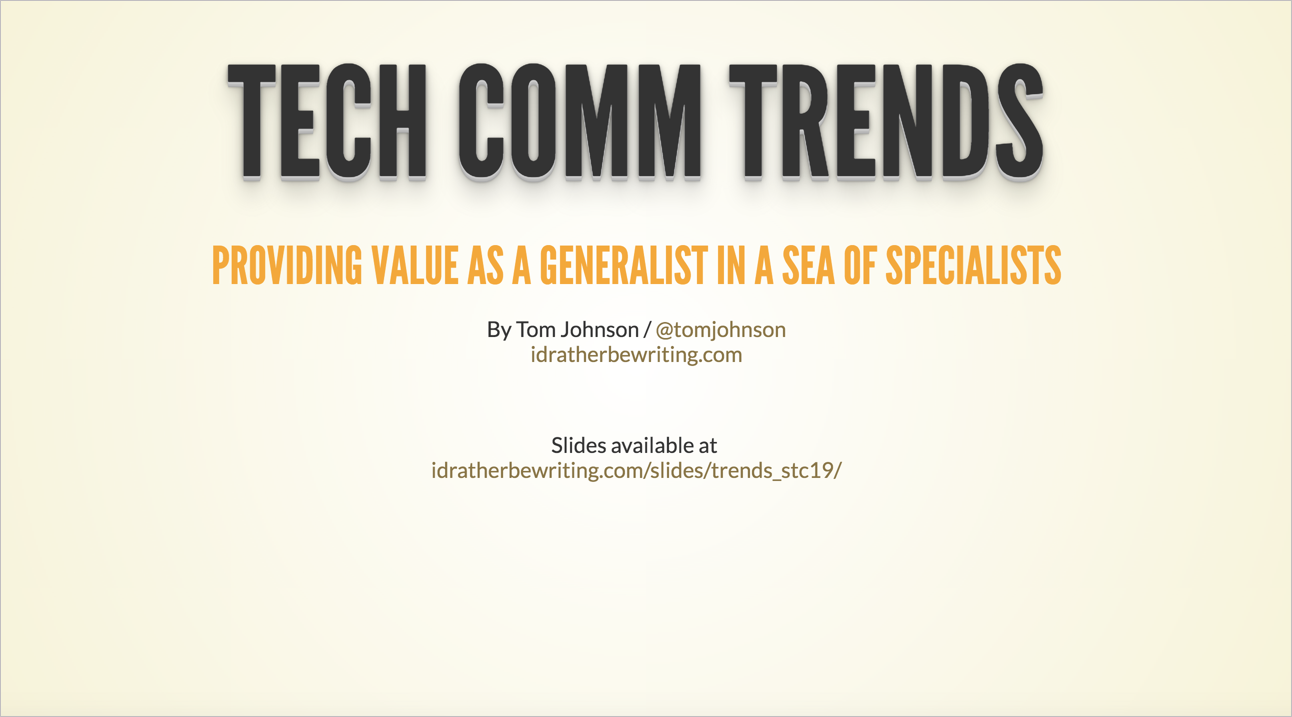 TECH COMM TRENDS
PROVIDING VALUE AS A GENERALIST IN A SEA OF SPECIALISTS
By Tom Johnson / @tomjohnson
idratherbewriting.com
Slides available at
idratherbewriting.com/slides/trends_stc19/